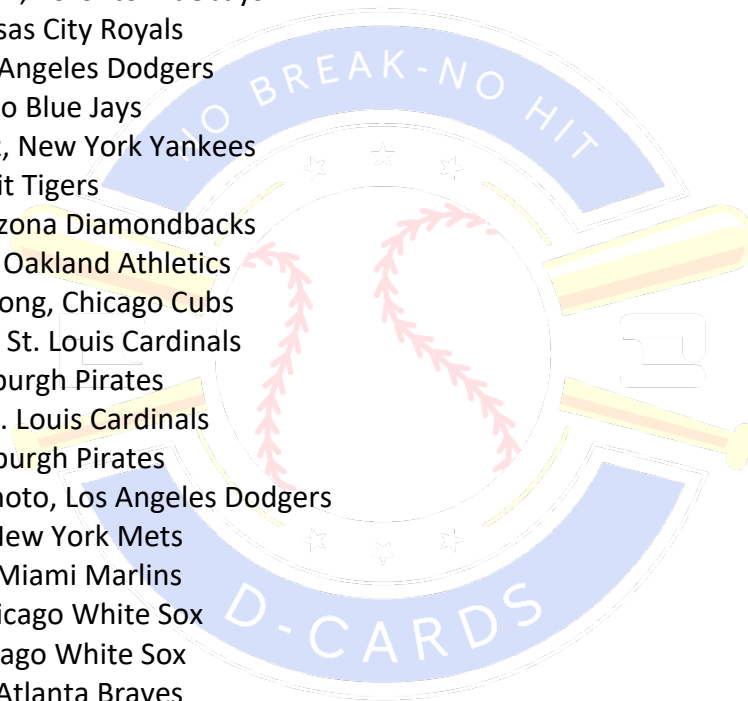 sas City Royals
Angeles Dodgers
o Blue Jays
, New York Yankees
it Tigers
zona Diamondbacks
Oakland Athletics
ong, Chicago Cubs
St. Louis Cardinals
burgh Pirates
. Louis Cardinals
burgh Pirates
noto, Los Angeles Dodgers
New York Mets
Miami Marlins
icago White Sox
ago White Sox
Atlanta Braves
NO BREAK-NO HIT
D-CARDS